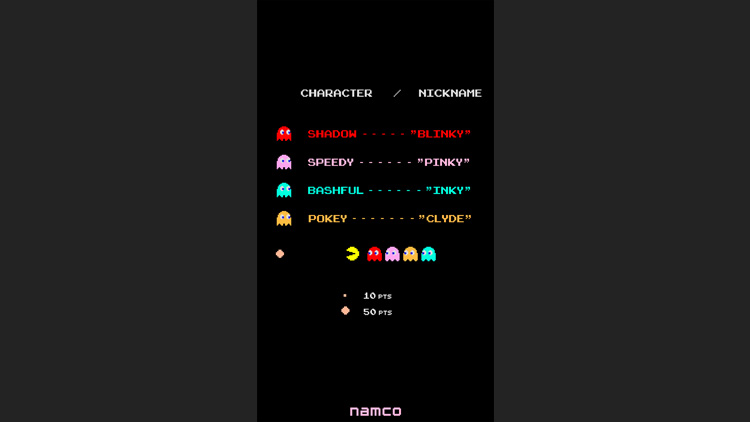 CHARACTER / NICKNAME
SHADOW - - - - - "BLINKY"
SPEEDY - - - - - - "PINKY"
BASHFUL - - - - - - "INKY"
POKEY - - - - - - - "CLYDE"
10 PTS
50 PTS
namco